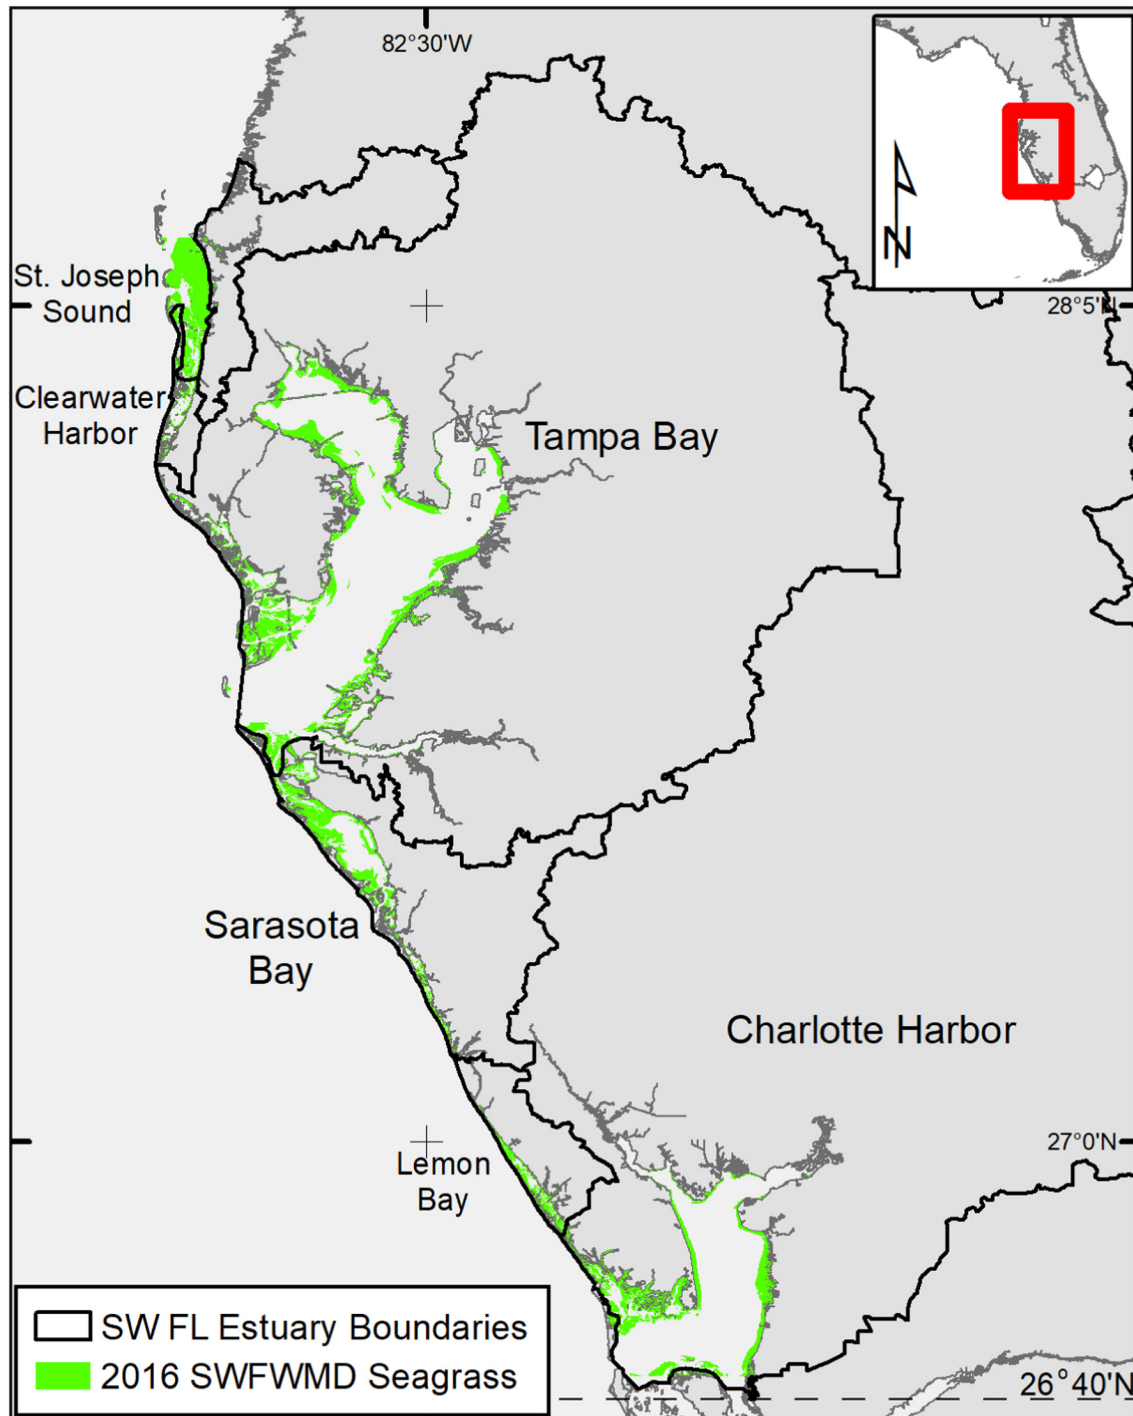 82°30'W
St. Joseph
Sound
28°5'N
Clearwater
Harbor
Tampa Bay
Sarasota
Bay
Charlotte Harbor
27°0'N
Lemon
Bay
SW FL Estuary Boundaries
2016 SWFWMD Seagrass
26°40'N
N